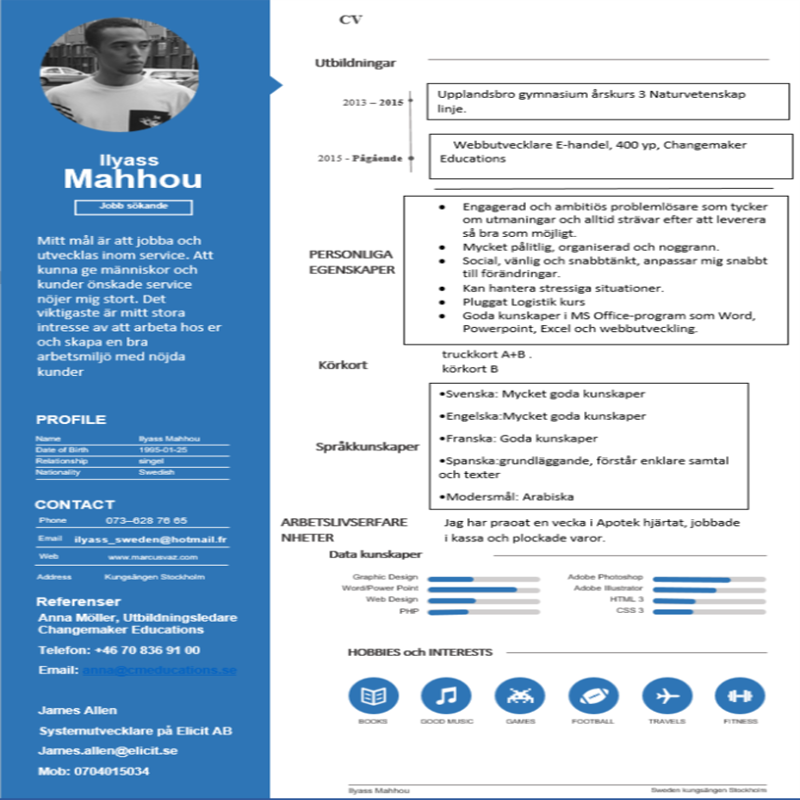 CV
Ilyass
Mahhou
Jobb sökande
Mitt mål är att jobba och
utvecklas inom service. Att
kunna ge människor och
kunder önskade service
nöjer mig stort. Det
viktigaste är mitt stora
intresse av att arbeta hos er
och skapa en bra
arbetsmiljö med nöjda
kunder
PROFILE
Name Ilyass Mahhou
Date of Birth 1995-01-25
Relationship singel
Nationality Swedish
CONTACT
Phone 073–628 76 65
Email ilyass_sweden@hotmail.fr
Web www.marcusvaz.com
Address Kungsängen Stockholm
Referenser
Anna Möller, Utbildningsledare
Changemaker Educations
Telefon: +46 70 836 91 00
Email: anna@cmeducations.se
James Allen
Systemutvecklare på Elicit AB
James.allen@elicit.se
Mob: 0704015034
Utbildningar
2013 – 2015
Upplandsbro gymnasium årskurs 3 Naturvetenskap
linje.
2015 - Pågående
Webbutvecklare E-handel, 400 yp, Changemaker
Educations
PERSONLIGA
EGENSKAPER
• Engagerad och ambitiös problemlösare som tycker
om utmaningar och alltid strävar efter att leverera
så bra som möjligt.
• Mycket pålitlig, organiserad och noggrann.
• Social, vänlig och snabbtänkt, anpassar mig snabbt
till förändringar.
• Kan hantera stressiga situationer.
• Pluggat Logistik kurs
• Goda kunskaper i MS Office-program som Word,
Powerpoint, Excel och webbutveckling.
Körkort
truckkort A+B .
körkort B
Språkkunskaper
•Svenska: Mycket goda kunskaper
•Engelska:Mycket goda kunskaper
•Franska: Goda kunskaper
•Spanska:grundläggande, förstår enklare samtal
och texter
•Modersmål: Arabiska
ARBETSLIVSERFARE
NHETER
Jag har praoat en vecka i Apotek hjärtat, jobbade
i kassa och plockade varor.
Data kunskaper
Graphic Design
Word/Power Point
Web Design
PHP
Adobe Photoshop
Adobe Illustrator
HTML 3
CSS 3
HOBBIES och INTERESTS
BOOKS GOOD MUSIC GAMES FOOTBALL TRAVELS FITNESS
Ilyass Mahhou Sweden kungsängen Stockholm